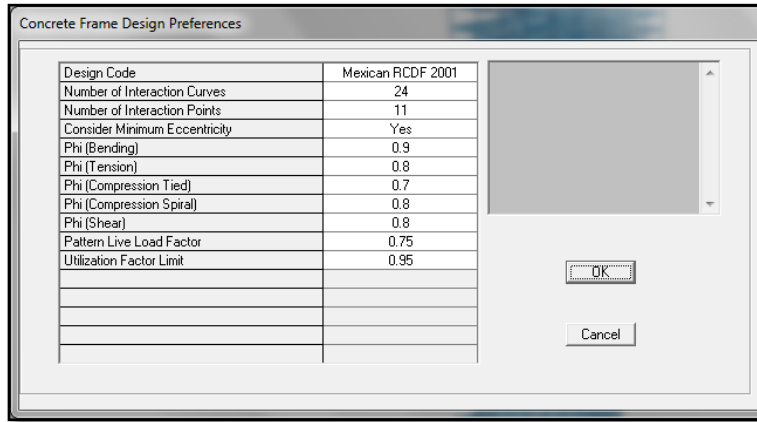 Concrete Frame Design Preferences
Design Code Mexican RCDF 2001
Number of Interaction Curves 24
Number of Interaction Points 11
Consider Minimum Eccentricity Yes
Phi (Bending) 0.9
Phi (Tension) 0.8
Phi (Compression Tied) 0.7
Phi (Compression Spiral) 0.8
Phi (Shear) 0.8
Pattern Live Load Factor 0.75
Utilization Factor Limit 0.95
OK
Cancel